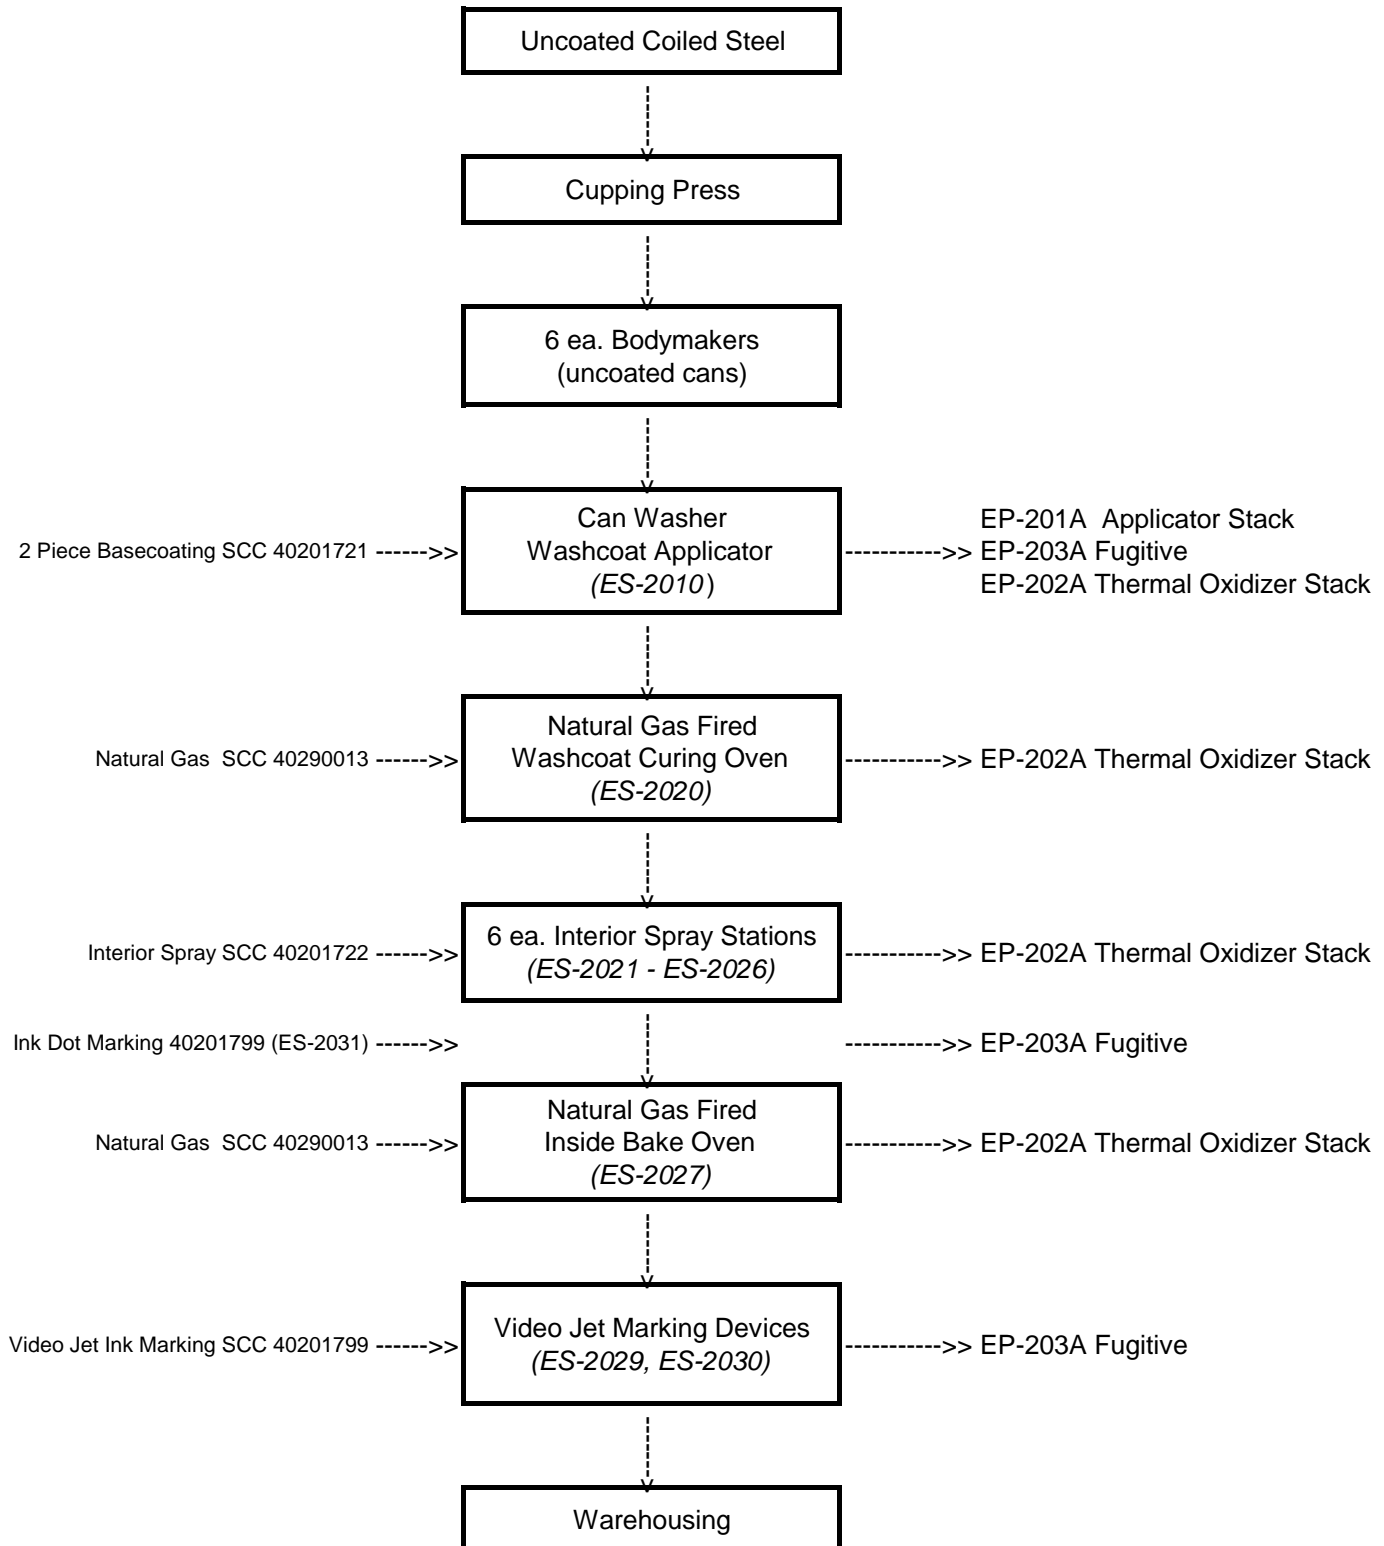 Uncoated Coiled Steel
Cupping Press
6 ea. Bodymakers
(uncoated cans)
2 Piece Basecoating SCC 40201721 ------>>
Can Washer
Washcoat Applicator
(ES-2010)
EP-201A  Applicator Stack
----------->> EP-203A Fugitive
EP-202A Thermal Oxidizer Stack
Natural Gas  SCC 40290013 ------>>
Natural Gas Fired
Washcoat Curing Oven
(ES-2020)
----------->> EP-202A Thermal Oxidizer Stack
Interior Spray SCC 40201722 ------>>
6 ea. Interior Spray Stations
(ES-2021 - ES-2026)
----------->> EP-202A Thermal Oxidizer Stack
Ink Dot Marking 40201799 (ES-2031) ------>>
----------->> EP-203A Fugitive
Natural Gas  SCC 40290013 ------>>
Natural Gas Fired
Inside Bake Oven
(ES-2027)
----------->> EP-202A Thermal Oxidizer Stack
Video Jet Ink Marking SCC 40201799 ------>>
Video Jet Marking Devices
(ES-2029, ES-2030)
----------->> EP-203A Fugitive
Warehousing